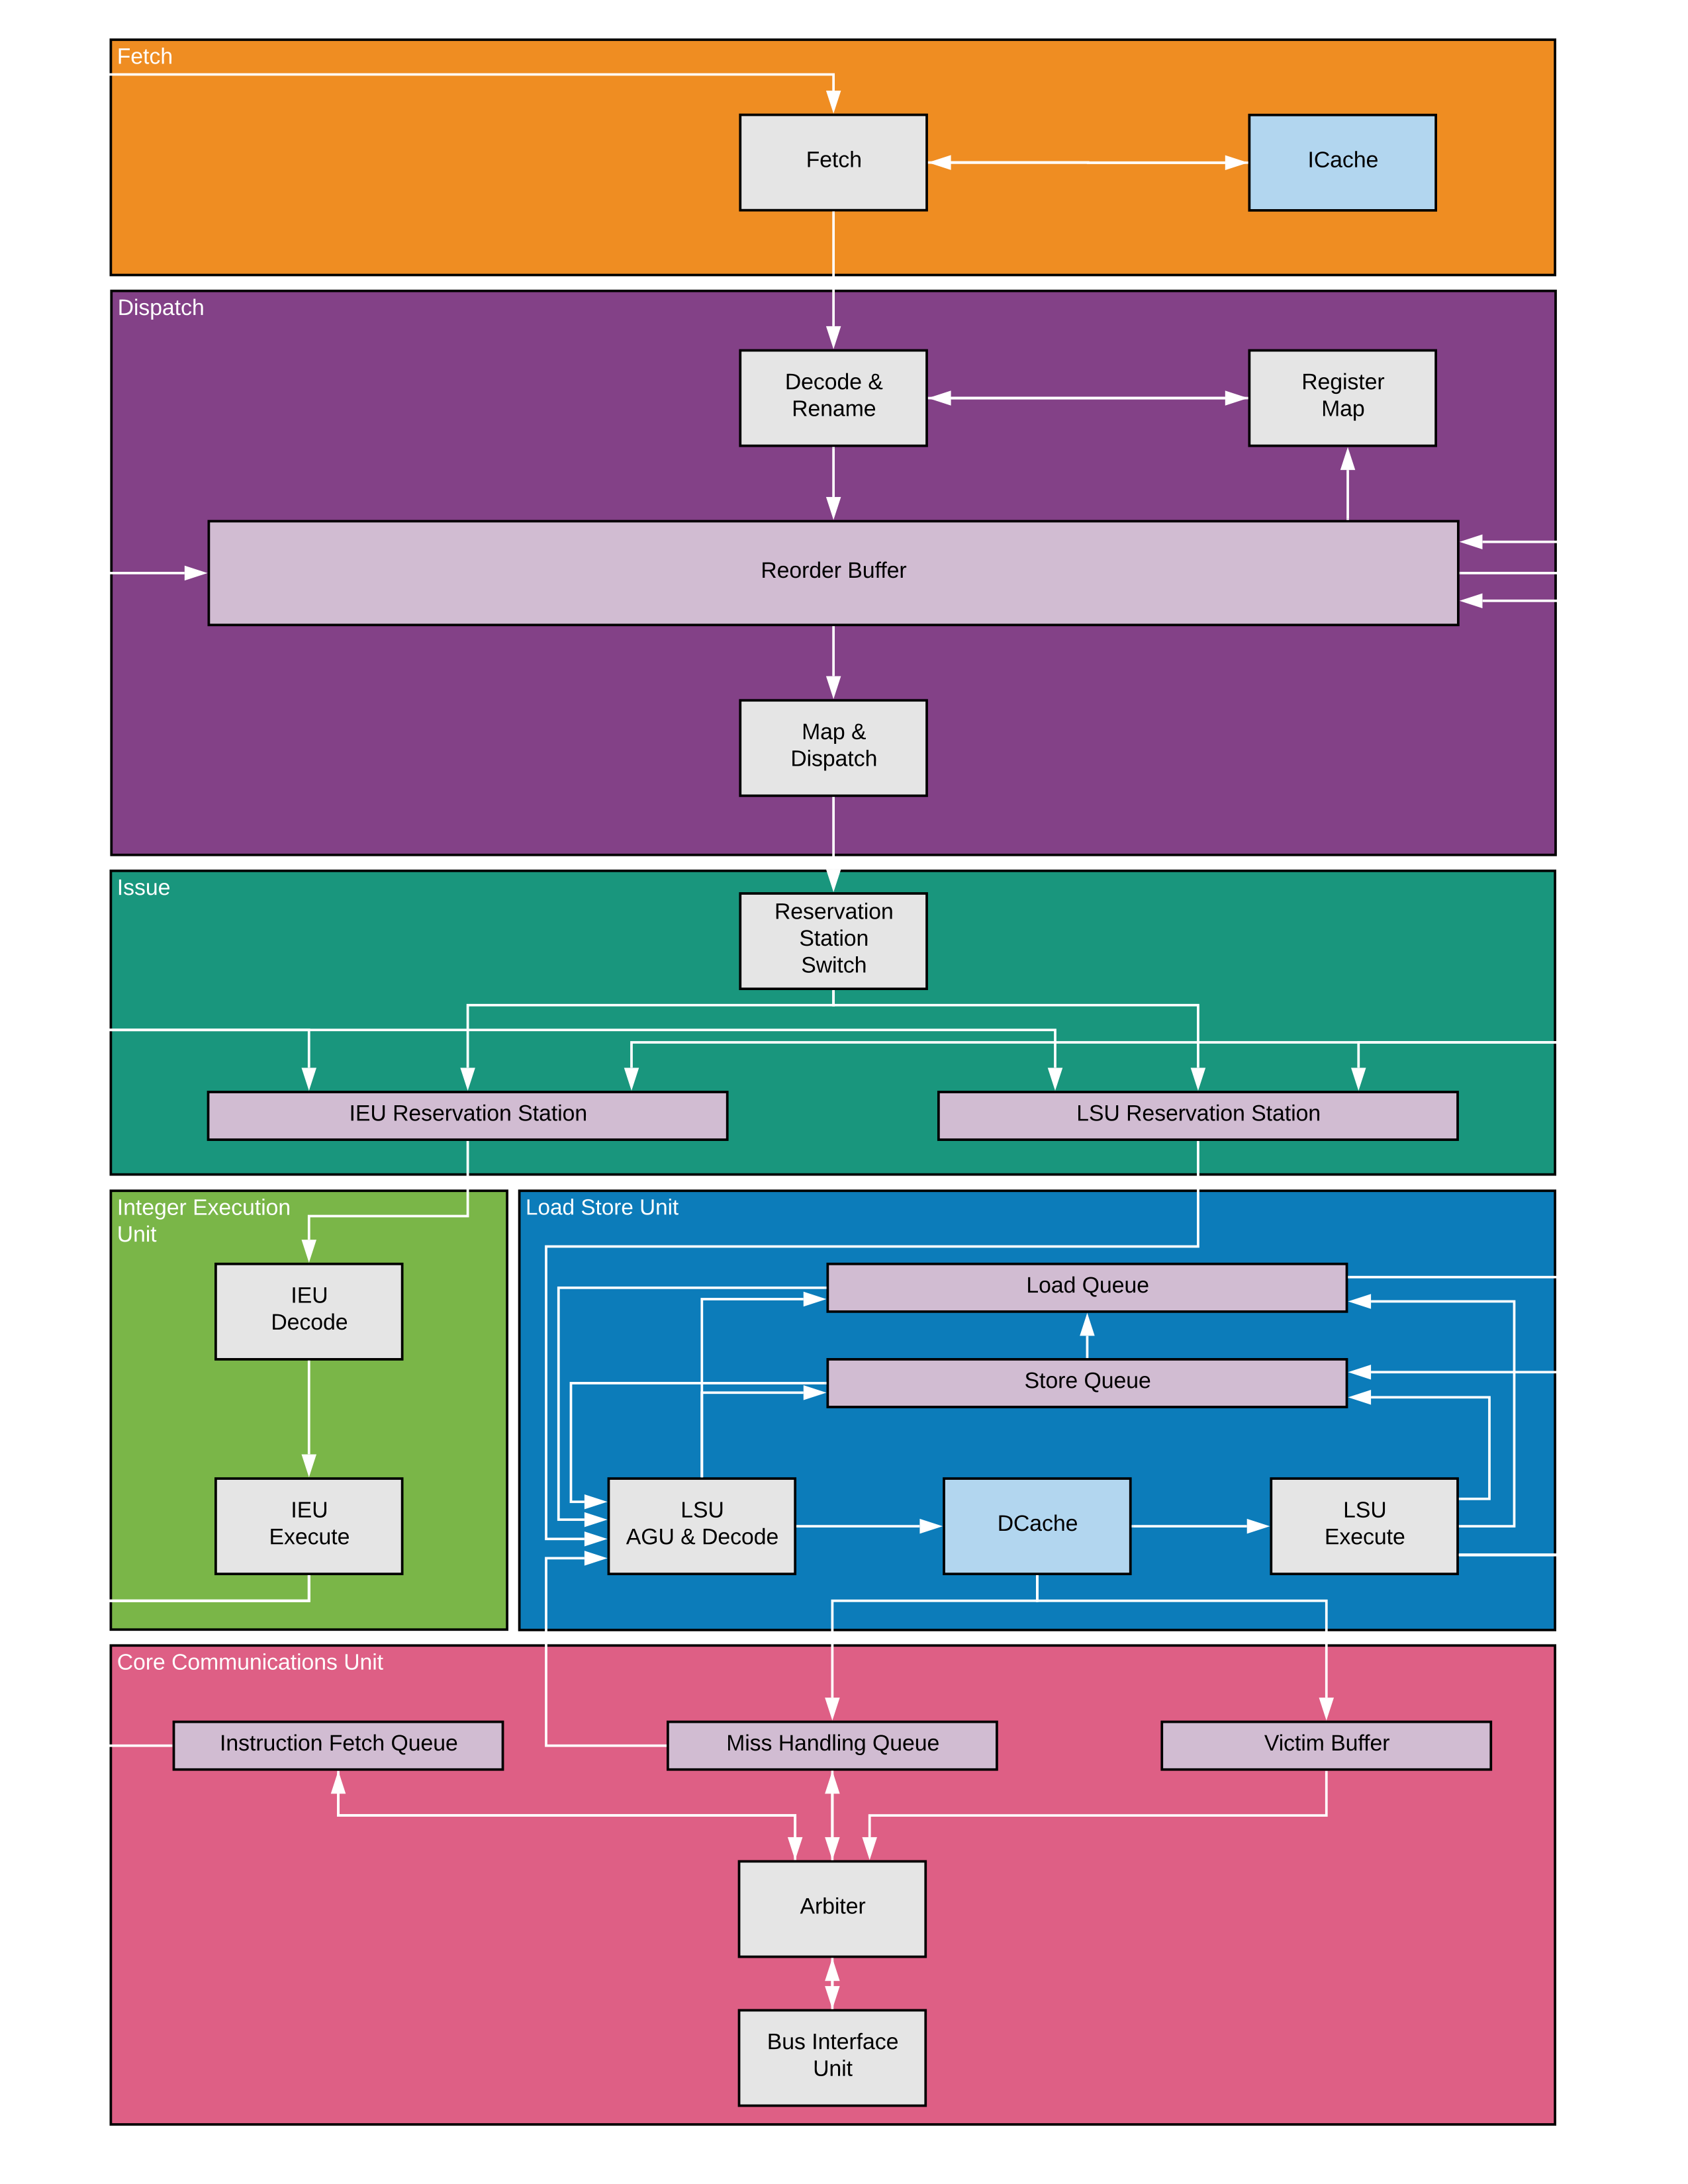 Fetch
Fetch
ICache
Dispatch
Decode &
Rename
Register
Map
Reorder Buffer
Map &
Dispatch
Issue
Reservation
Station
Switch
IEU Reservation Station
LSU Reservation Station
Integer Execution
Unit
IEU
Decode
IEU
Execute
Load Store Unit
Load Queue
Store Queue
LSU
AGU & Decode
DCache
LSU
Execute
Core Communications Unit
Instruction Fetch Queue
Miss Handling Queue
Victim Buffer
Arbiter
Bus Interface
Unit